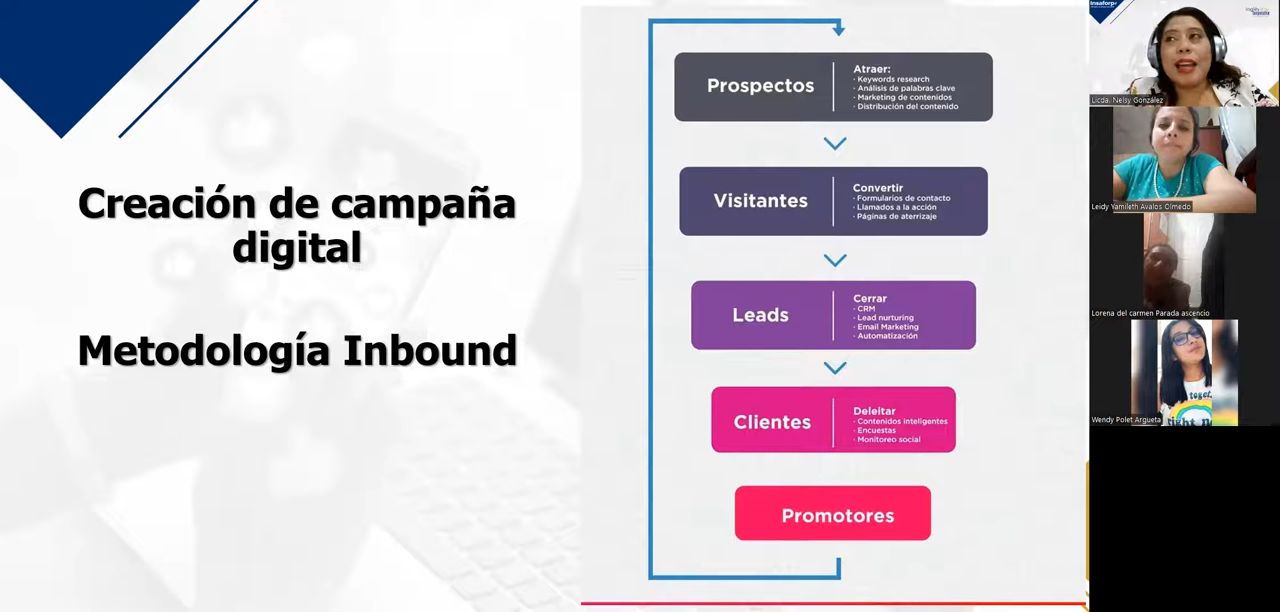 Creación de campaña
digital
Metodología Inbound
Prospectos
Atraer:
· Keywords research
· Análisis de palabras clave
· Marketing de contenidos
· Distribución del contenido
Visitantes
Convertir
· Formularios de contacto
· Llamados a la acción
· Páginas de aterrizaje
Leads
Cerrar
· CRM
· Lead nurturing
· Email Marketing
· Automatización
Clientes
Deleitar
· Contenidos inteligentes
· Encuestas
· Monitoreo social
Promotores
Insaforp
Licda. Nelsy González
Leidy Yamileth Avalos Olmedo
Lorena del carmen Parada ascencio
together,
Wendy Polet Argueta